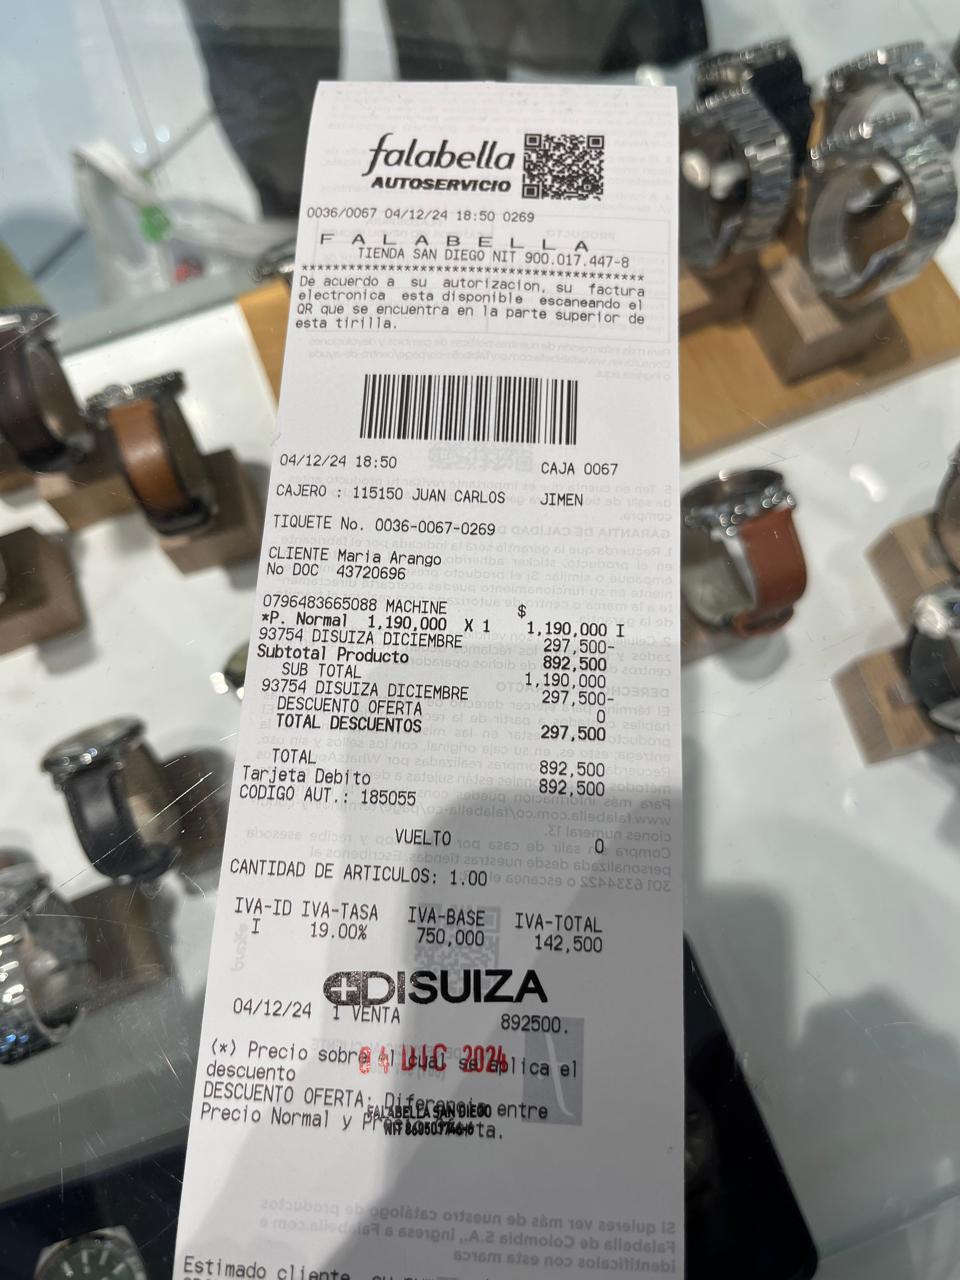 falabella
AUTOSERVICIO
0036/0067 04/12/24 18:50 0269
F A L A B E L L A
TIENDA SAN DIEGO NIT 900.017.447-8
******************************************
De acuerdo a su autorizacion, su factura
electronica esta disponible escaneando el
QR que se encuentra en la parte superior de
esta tirilla.
04/12/24 18:50 CAJA 0067
CAJERO : 115150 JUAN CARLOS JIMEN
TIQUETE No. 0036-0067-0269
CLIENTE Maria Arango
No DOC 43720696
0796483665088 MACHINE $
*P. Normal 1,190,000 X 1 1,190,000 I
93754 DISUIZA DICIEMBRE 297,500-
Subtotal Producto 892,500
SUB TOTAL 1,190,000
93754 DISUIZA DICIEMBRE 297,500-
DESCUENTO OFERTA 0
TOTAL DESCUENTOS 297,500
TOTAL 892,500
Tarjeta Debito 892,500
CODIGO AUT.: 185055
VUELTO 0
CANTIDAD DE ARTICULOS: 1.00
IVA-ID IVA-TASA IVA-BASE IVA-TOTAL
I 19.00% 750,000 142,500
DISUIZA
04/12/24 1 VENTA 892500.
(*) Precio sobre el cual se aplica el
04 DIC 2024
descuento
DESCUENTO OFERTA: Diferencia entre
FALABELLA SAN DIEGO
Precio Normal y Precio Oferta.
Estimado cliente,